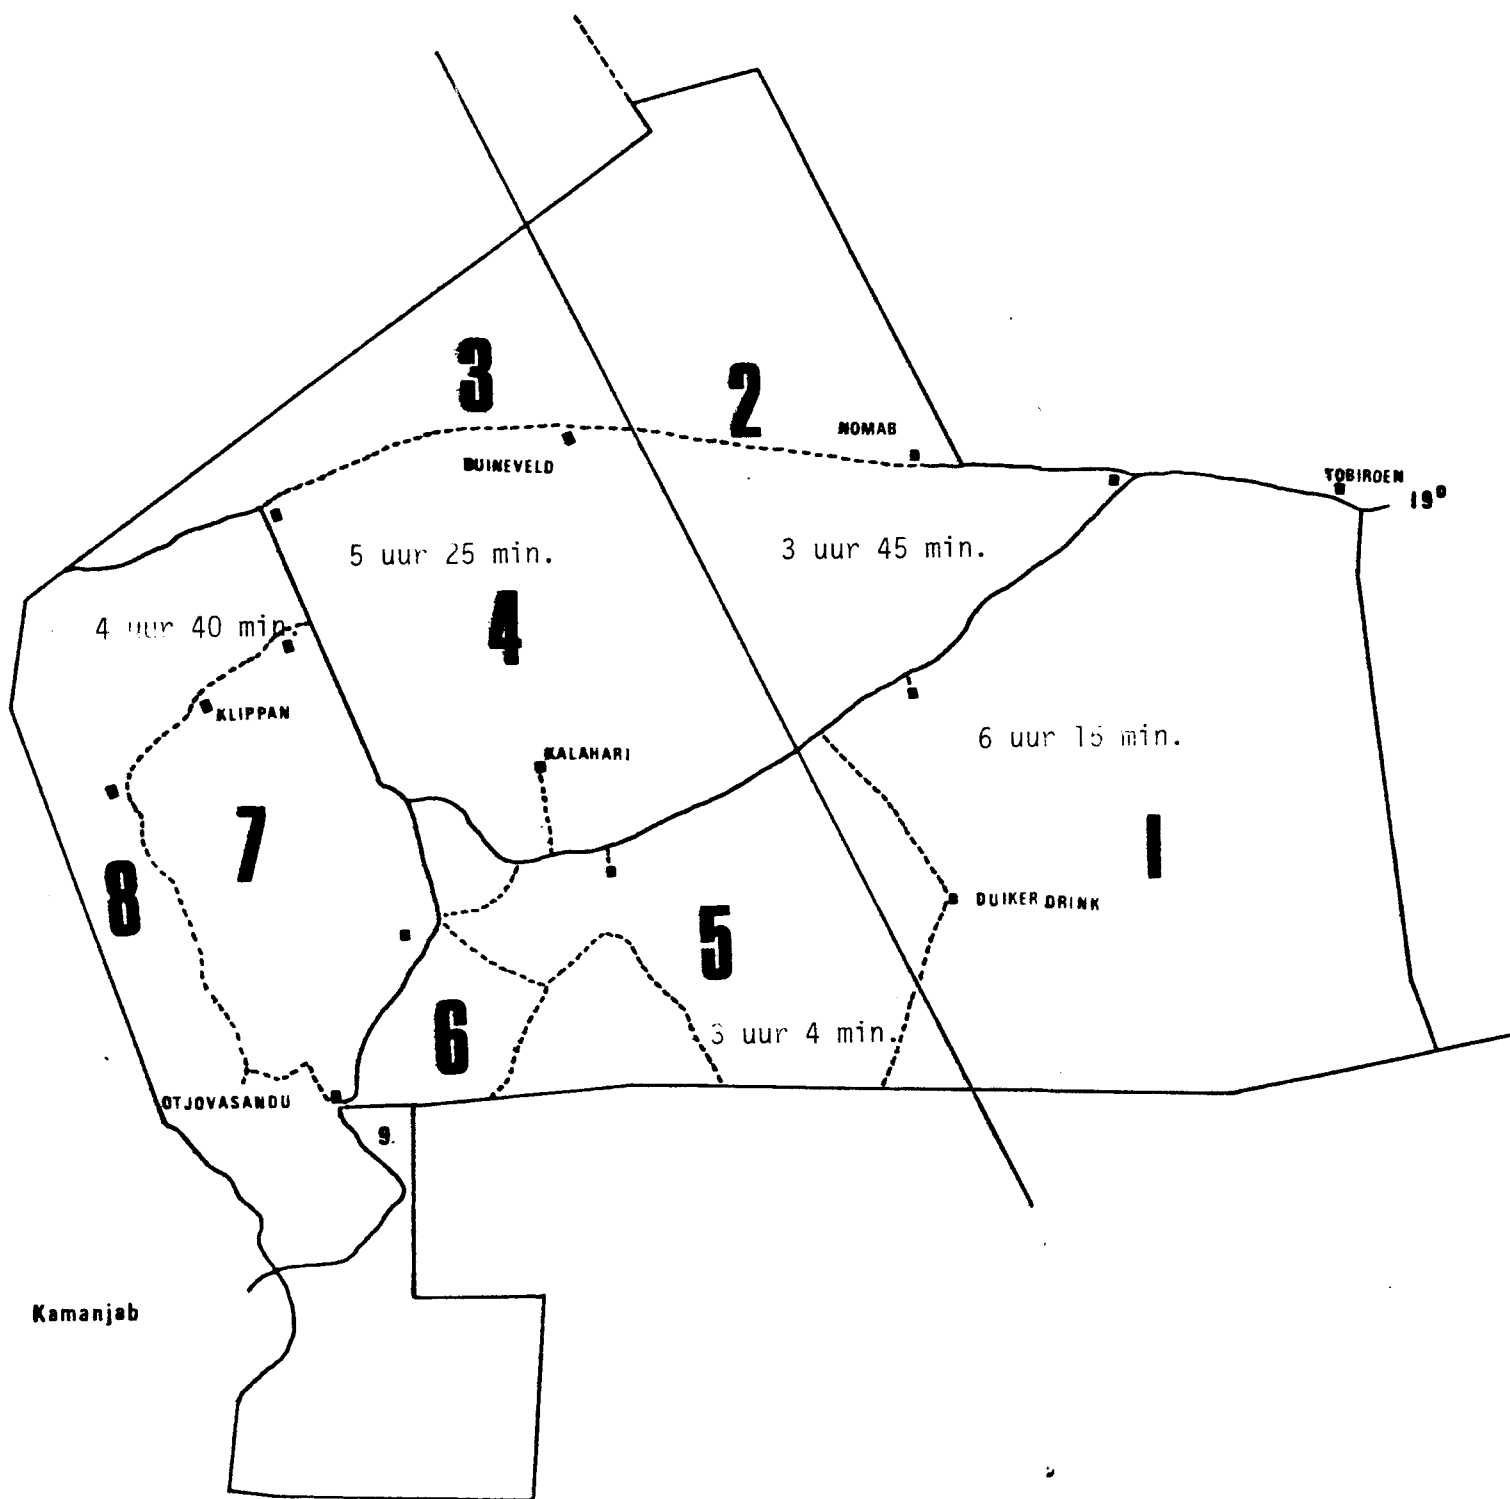 3
2
NOMAB
DUINEVELD
TOBIROEN
19°
5 uur 25 min.
3 uur 45 min.
4 uur 40 min.
4
KLIPPAN
6 uur 15 min.
KALAHARI
7
1
8
DUIKER DRINK
5
6
3 uur 4 min.
OTJOVASANDU
9.
Kamanjab